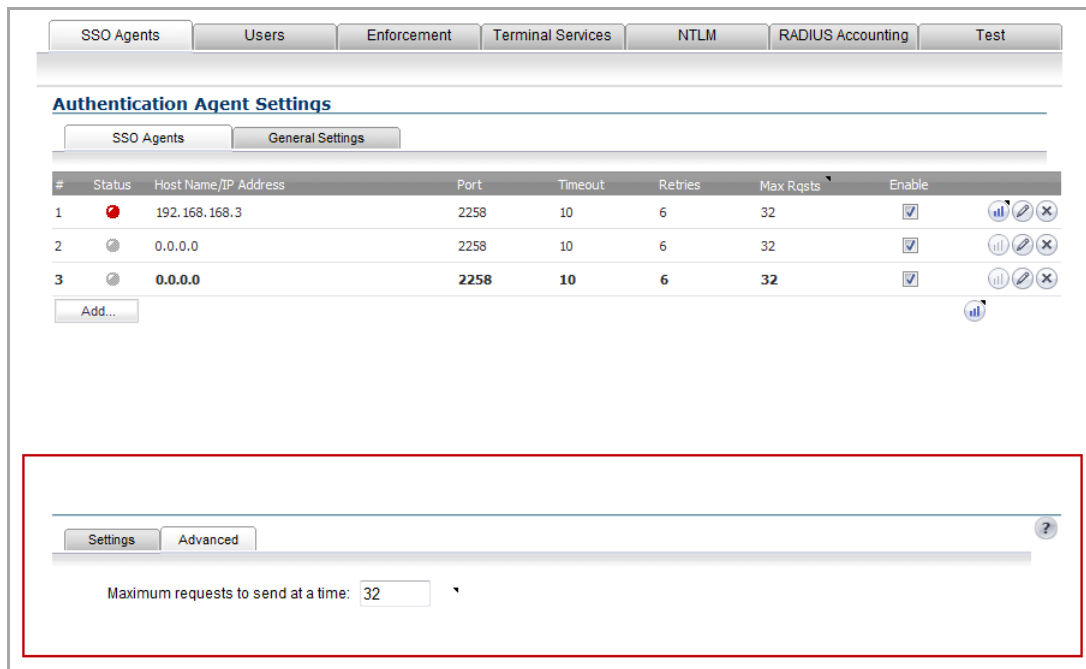 SSO Agents Users Enforcement Terminal Services NTLM RADIUS Accounting Test
Authentication Agent Settings
SSO Agents General Settings
# Status Host Name/IP Address Port Timeout Retries Max Rqsts Enable
1 192.168.168.3 2258 10 6 32
2 0.0.0.0 2258 10 6 32
3 0.0.0.0 2258 10 6 32
Add...
?
Settings Advanced
Maximum requests to send at a time: 32